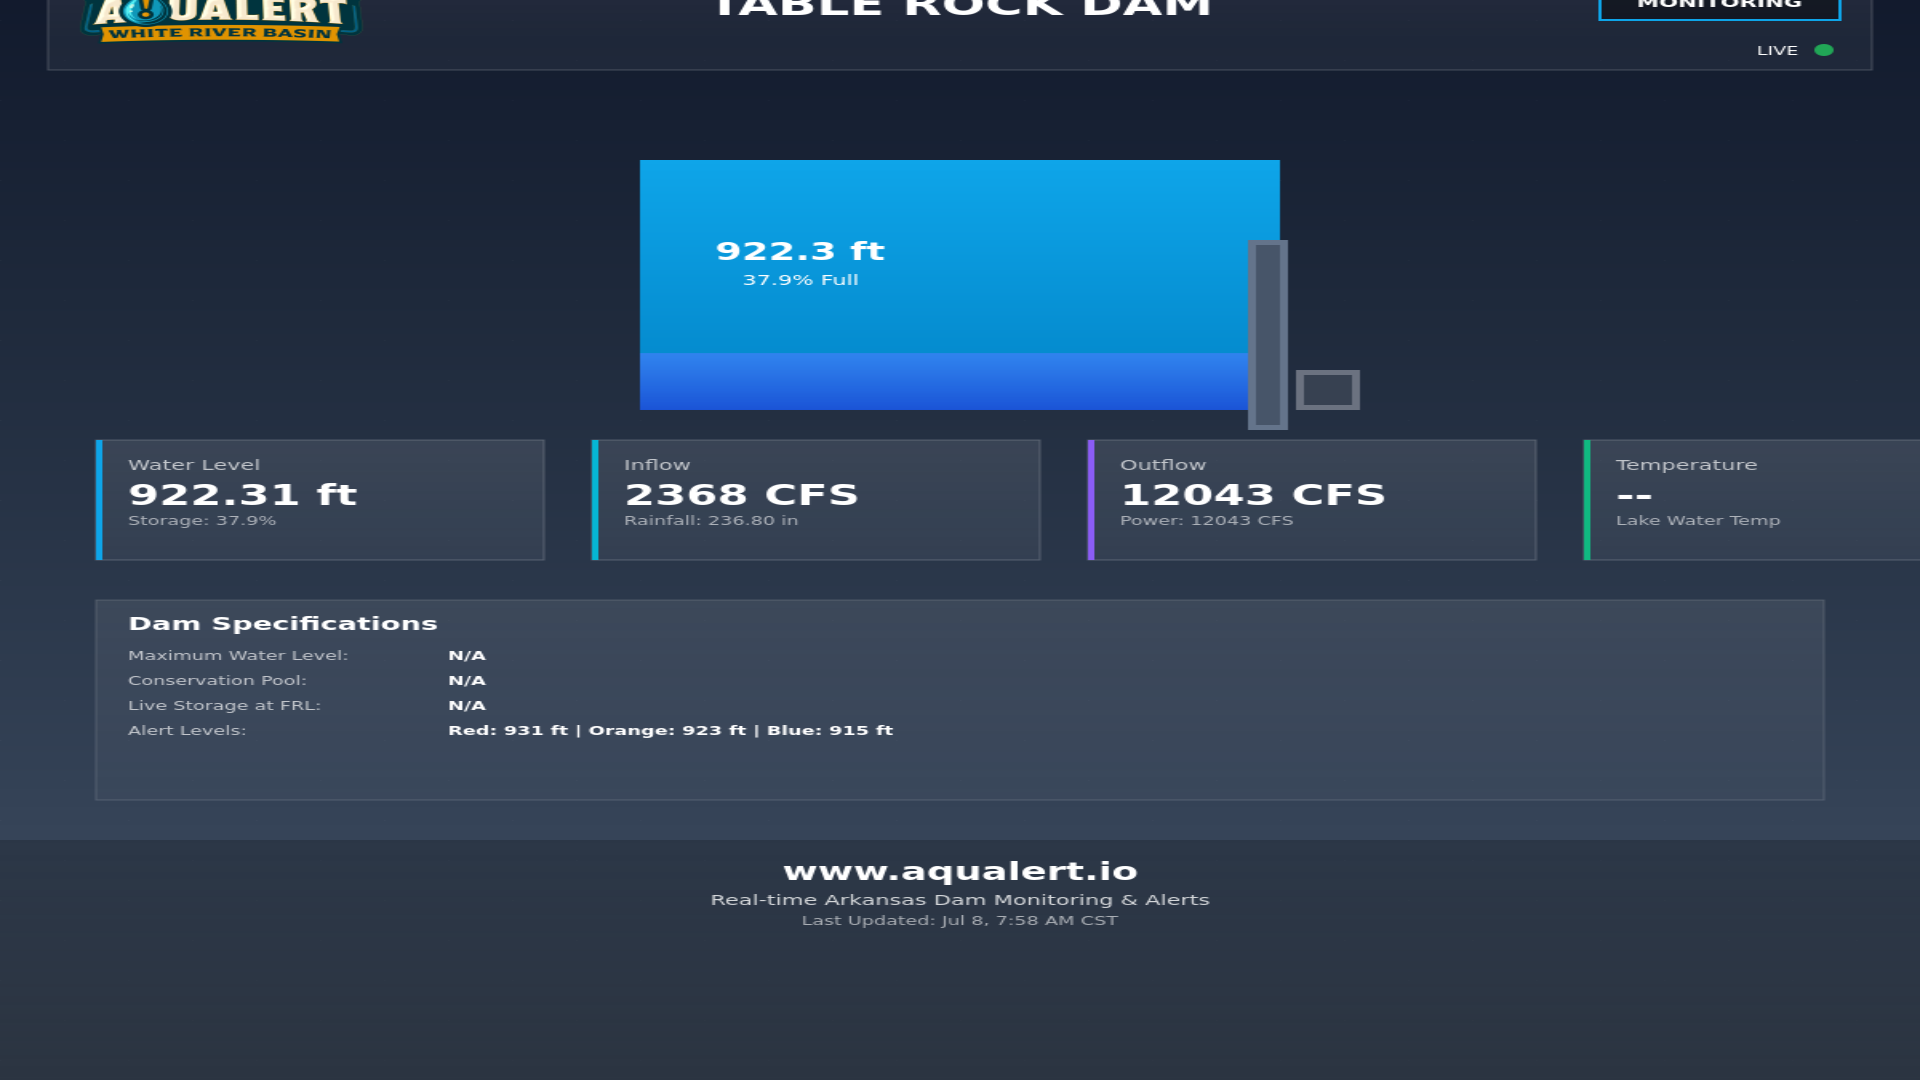 AQUALERT
WHITE RIVER BASIN
TABLE ROCK DAM
MONITORING
LIVE
922.3 ft
37.9% Full
Water Level
922.31 ft
Storage: 37.9%
Inflow
2368 CFS
Rainfall: 236.80 in
Outflow
12043 CFS
Power: 12043 CFS
Temperature
--
Lake Water Temp
Dam Specifications
Maximum Water Level: N/A
Conservation Pool: N/A
Live Storage at FRL: N/A
Alert Levels: Red: 931 ft | Orange: 923 ft | Blue: 915 ft
www.aqualert.io
Real-time Arkansas Dam Monitoring & Alerts
Last Updated: Jul 8, 7:58 AM CST